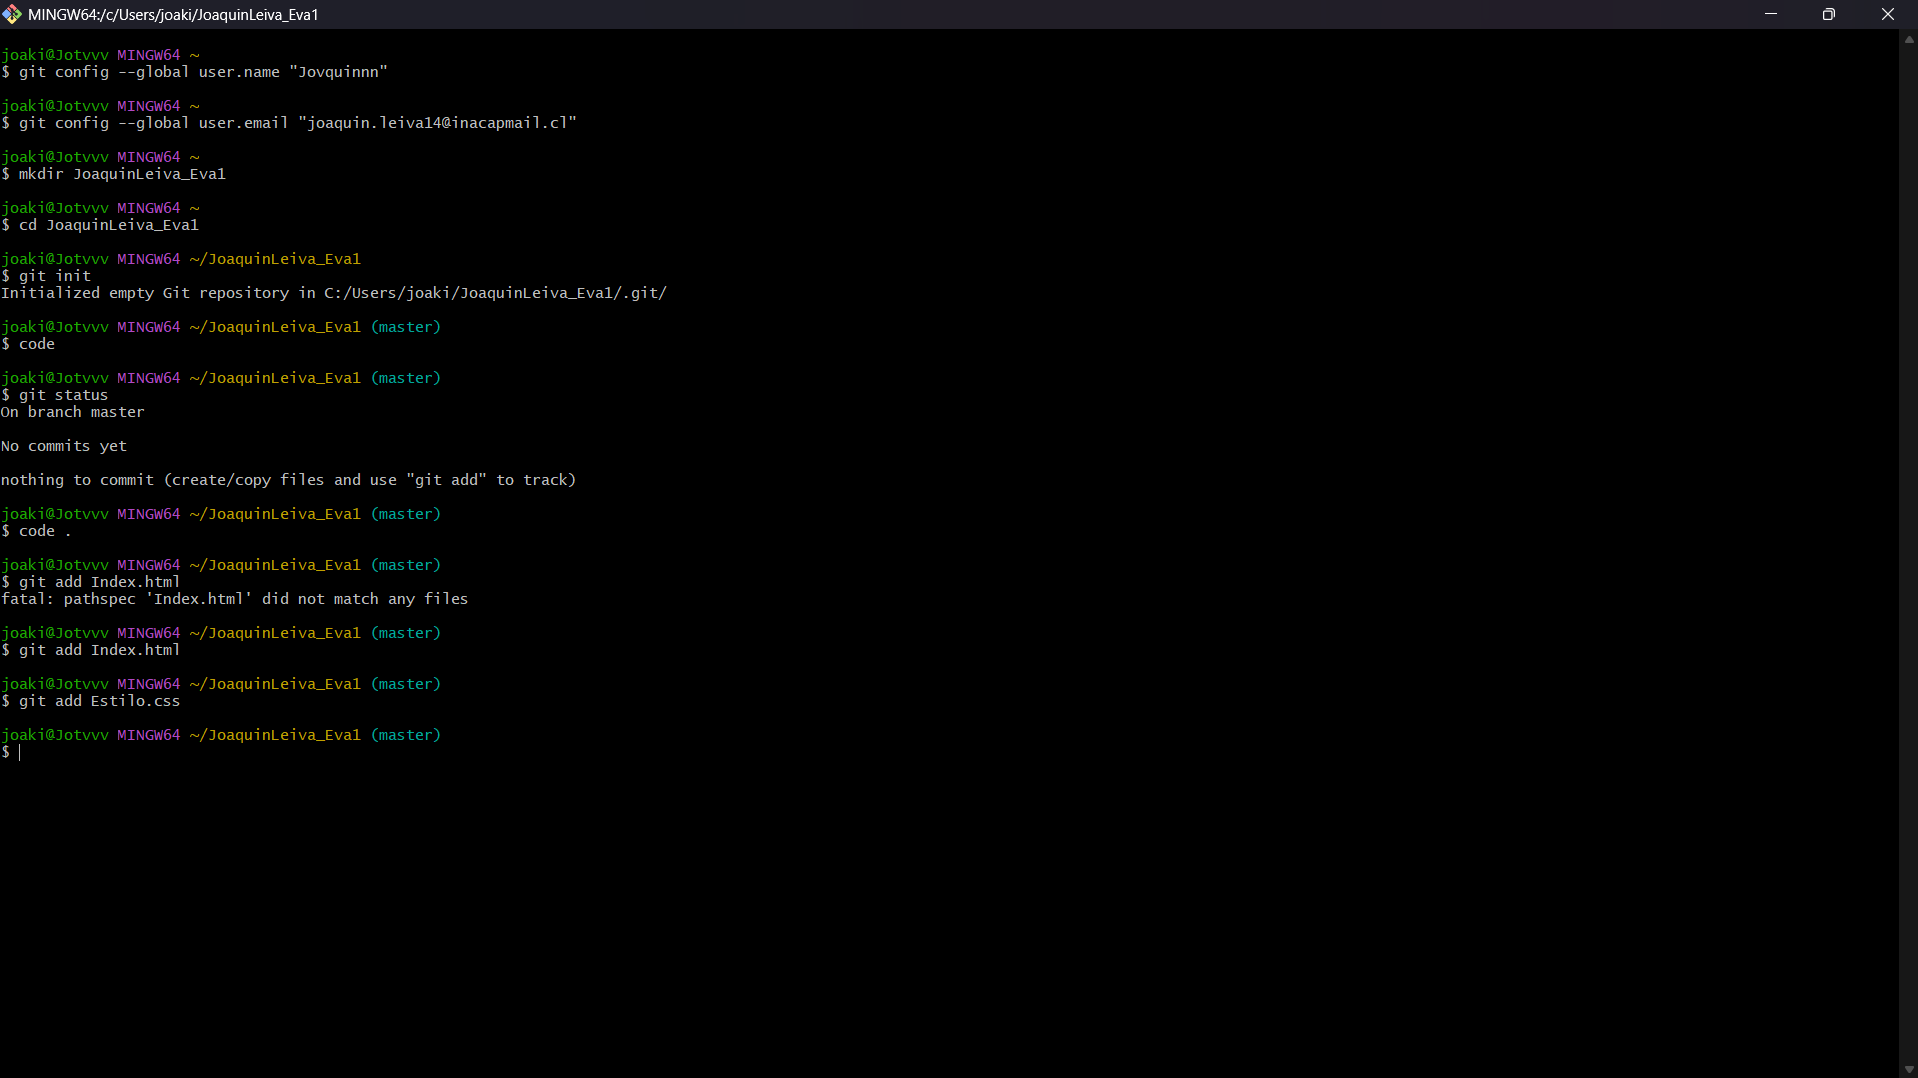 MINGW64:/c/Users/joaki/JoaquinLeiva_Eva1
joaki@Jotvvv MINGW64 ~
$ git config --global user.name "Jovquinnn"
joaki@Jotvvv MINGW64 ~
$ git config --global user.email "joaquin.leiva14@inacapmail.cl"
joaki@Jotvvv MINGW64 ~
$ mkdir JoaquinLeiva_Eva1
joaki@Jotvvv MINGW64 ~
$ cd JoaquinLeiva_Eva1
joaki@Jotvvv MINGW64 ~/JoaquinLeiva_Eva1
$ git init
Initialized empty Git repository in C:/Users/joaki/JoaquinLeiva_Eva1/.git/
joaki@Jotvvv MINGW64 ~/JoaquinLeiva_Eva1 (master)
$ code
joaki@Jotvvv MINGW64 ~/JoaquinLeiva_Eva1 (master)
$ git status
On branch master
No commits yet
nothing to commit (create/copy files and use "git add" to track)
joaki@Jotvvv MINGW64 ~/JoaquinLeiva_Eva1 (master)
$ code .
joaki@Jotvvv MINGW64 ~/JoaquinLeiva_Eva1 (master)
$ git add Index.html
fatal: pathspec 'Index.html' did not match any files
joaki@Jotvvv MINGW64 ~/JoaquinLeiva_Eva1 (master)
$ git add Index.html
joaki@Jotvvv MINGW64 ~/JoaquinLeiva_Eva1 (master)
$ git add Estilo.css
joaki@Jotvvv MINGW64 ~/JoaquinLeiva_Eva1 (master)
$